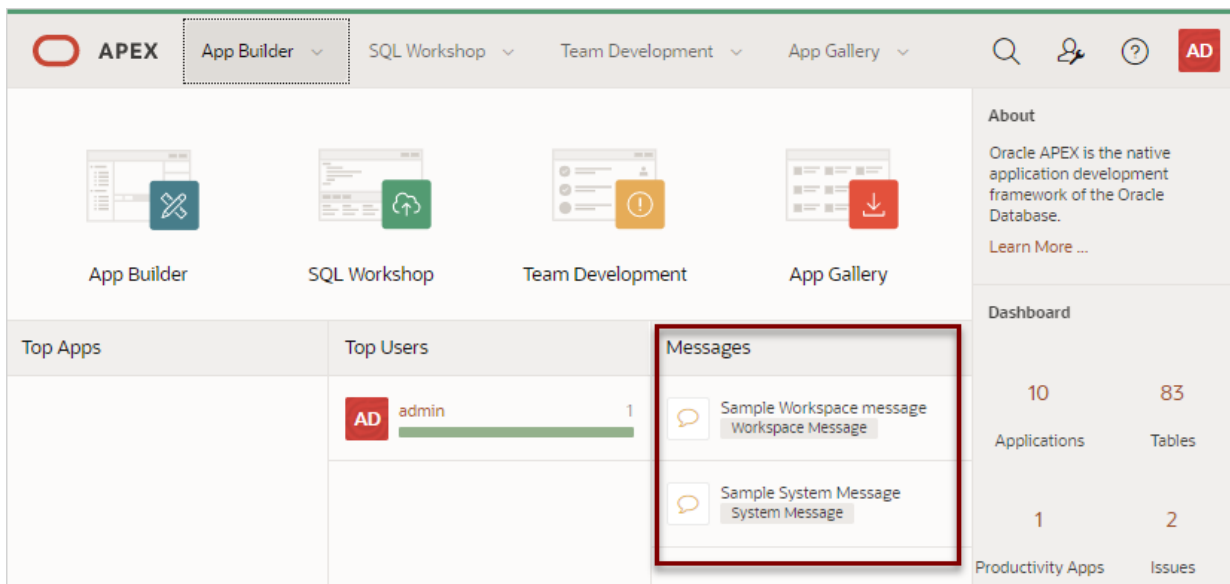 APEX App Builder SQL Workshop Team Development App Gallery AD
App Builder SQL Workshop Team Development App Gallery
About
Oracle APEX is the native
application development
framework of the Oracle
Database.
Learn More ...
Top Apps
Top Users
AD admin 1
Messages
Sample Workspace message
Workspace Message
Sample System Message
System Message
Dashboard
10 83
Applications Tables
1 2
Productivity Apps Issues